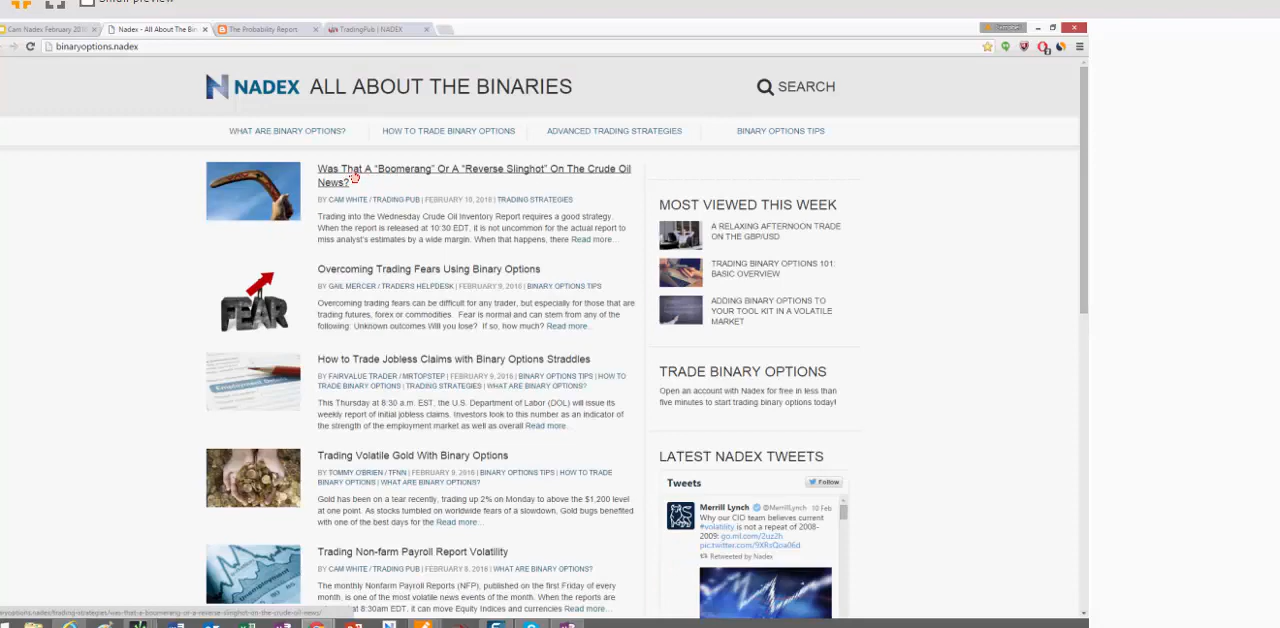 Small preview
Cam Nadex February 201
Nadex - All About The Bin
The Probability Report
TradingPub | NADEX
binaryoptions.nadex
NADEX ALL ABOUT THE BINARIES
SEARCH
WHAT ARE BINARY OPTIONS?
HOW TO TRADE BINARY OPTIONS
ADVANCED TRADING STRATEGIES
BINARY OPTIONS TIPS
Was That A "Boomerang" Or A "Reverse Slinghot" On The Crude Oil
News?
BY CAM WHITE / TRADING PUB | FEBRUARY 10, 2016 | TRADING STRATEGIES
Trading into the Wednesday Crude Oil Inventory Report requires a good strategy.
When the report is released at 10:30 EDT, it is not uncommon for the actual report to
miss analyst's estimates by a wide margin. When that happens, there Read more...
Overcoming Trading Fears Using Binary Options
BY GAIL MERCER / TRADERS HELPDESK | FEBRUARY 9, 2016 | BINARY OPTIONS TIPS
Overcoming trading fears can be difficult for any trader, but especially for those that are
trading futures, forex or commodities. Fear is normal and can stem from any of the
following: Unknown outcomes Will you lose? If so, how much? Read more...
FEAR
How to Trade Jobless Claims with Binary Options Straddles
BY FAIRVALUE TRADER / MRTOPSTEP | FEBRUARY 9, 2016 | BINARY OPTIONS TIPS | HOW TO
TRADE BINARY OPTIONS | TRADING STRATEGIES | WHAT ARE BINARY OPTIONS?
This Thursday at 8:30 a.m. EST, the U.S. Department of Labor (DOL) will issue its
weekly report of initial jobless claims. Investors look to this number as an indicator of
the strength of the employment market as well as overall Read more...
Trading Volatile Gold With Binary Options
BY TOMMY O'BRIEN / TFNN | FEBRUARY 9, 2016 | BINARY OPTIONS TIPS | HOW TO TRADE
BINARY OPTIONS | WHAT ARE BINARY OPTIONS?
Gold has been on a tear recently, trading up 2% on Monday to above the $1,200 level
at one point. As stocks tumbled on worldwide fears of a slowdown. Gold bugs benefited
with one of the best days for the Read more...
Trading Non-farm Payroll Report Volatility
BY CAM WHITE / TRADING PUB | FEBRUARY 8, 2016 | WHAT ARE BINARY OPTIONS?
The monthly Nonfarm Payroll Reports (NFP), published on the first Friday of every
month, is one of the most volatile news events of the month. When the reports are
at 8:30am EDT, it can move Equity Indices and currencies Read more...
MOST VIEWED THIS WEEK
A RELAXING AFTERNOON TRADE
ON THE GBP/USD
TRADING BINARY OPTIONS 101:
BASIC OVERVIEW
ADDING BINARY OPTIONS TO
YOUR TOOL KIT IN A VOLATILE
MARKET
TRADE BINARY OPTIONS
Open an account with Nadex for free in less than
five minutes to start trading binary options today!
LATEST NADEX TWEETS
Tweets
Follow
Merrill Lynch @MerrillLynch 10 Feb
Why our CIO team believes current
#volatility is not a repeat of 2008-
2009: go.ml.com/2uz2h
pic.twitter.com/9XRsQoa06d
Retweeted by Nadex